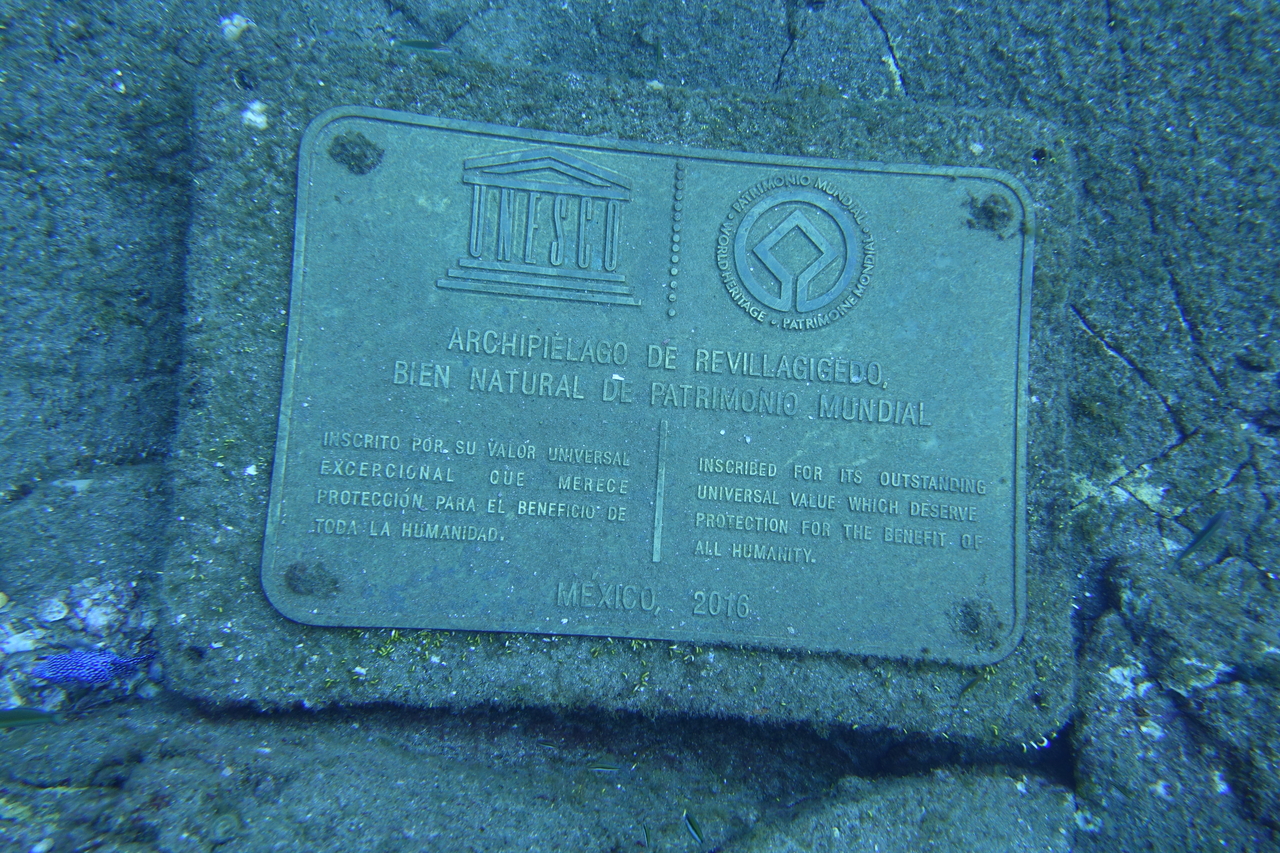 UNESCO
PATRIMONIO MUNDIAL • WORLD HERITAGE • PATRIMOINE MONDIAL •
ARCHIPIÉLAGO DE REVILLAGIGEDO,
BIEN NATURAL DE PATRIMONIO MUNDIAL
INSCRITO POR SU VALOR UNIVERSAL
EXCERCIONAL QUE MERECE
PROTECCIÓN PARA EL BENEFICIO DE
TODA LA HUMANIDAD.
INSCRIBED FOR ITS OUTSTANDING
UNIVERSAL VALUE WHICH DESERVE
PROTECTION FOR THE BENEFIT OF
ALL HUMANITY.
MÉXICO, 2016